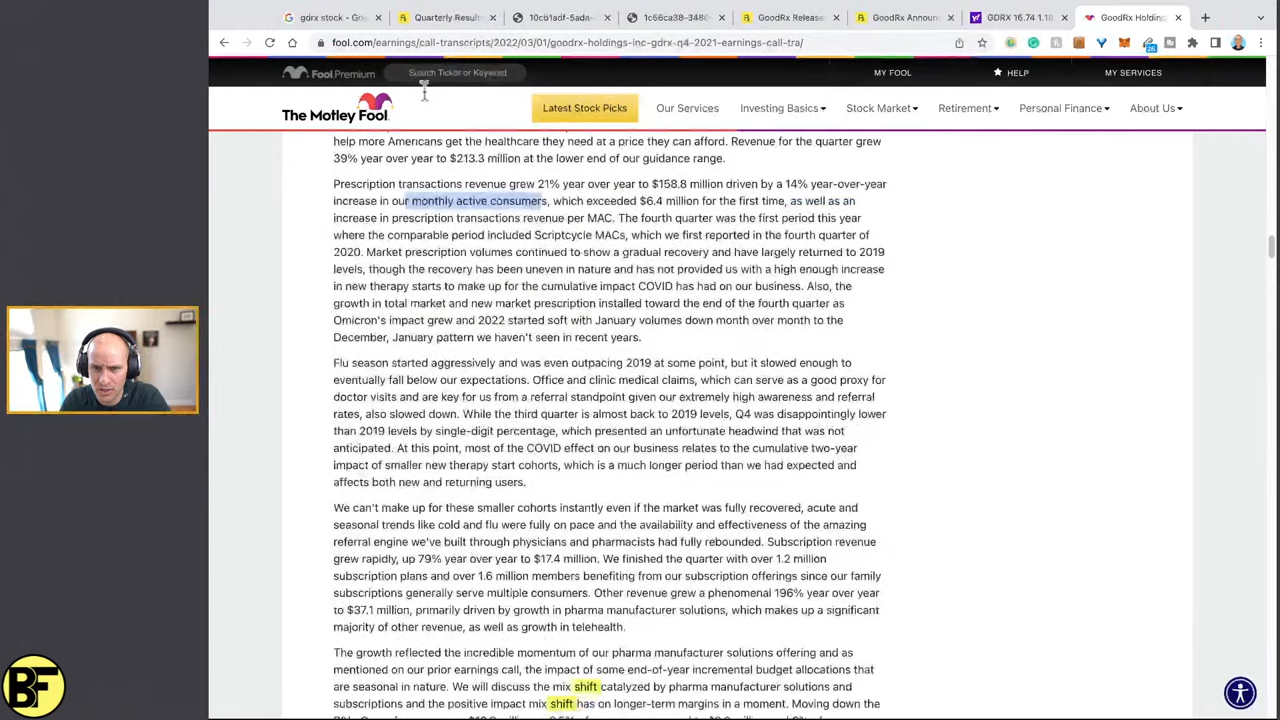 gdrx stock - Goo
Quarterly Result
10cb1adf-5ada-
1c56ca38-3480-
GoodRx Release
GoodRx Announc
GDRX 16.74 1.18
GoodRx Holding
fool.com/earnings/call-transcripts/2022/03/01/goodrx-holdings-inc-gdrx-q4-2021-earnings-call-tra/
Fool Premium
Search Ticker or Keyword
MY FOOL
HELP
MY SERVICES
The Motley Fool.
Latest Stock Picks
Our Services
Investing Basics
Stock Market
Retirement
Personal Finance
About Us
help more Americans get the healthcare they need at a price they can afford. Revenue for the quarter grew
39% year over year to $213.3 million at the lower end of our guidance range.
Prescription transactions revenue grew 21% year over year to $158.8 million driven by a 14% year-over-year
increase in our monthly active consumers, which exceeded $6.4 million for the first time, as well as an
increase in prescription transactions revenue per MAC. The fourth quarter was the first period this year
where the comparable period included Scriptcycle MACs, which we first reported in the fourth quarter of
2020. Market prescription volumes continued to show a gradual recovery and have largely returned to 2019
levels, though the recovery has been uneven in nature and has not provided us with a high enough increase
in new therapy starts to make up for the cumulative impact COVID has had on our business. Also, the
growth in total market and new market prescription installed toward the end of the fourth quarter as
Omicron's impact grew and 2022 started soft with January volumes down month over month to the
December, January pattern we haven't seen in recent years.
Flu season started aggressively and was even outpacing 2019 at some point, but it slowed enough to
eventually fall below our expectations. Office and clinic medical claims, which can serve as a good proxy for
doctor visits and are key for us from a referral standpoint given our extremely high awareness and referral
rates, also slowed down. While the third quarter is almost back to 2019 levels, Q4 was disappointingly lower
than 2019 levels by single-digit percentage, which presented an unfortunate headwind that was not
anticipated. At this point, most of the COVID effect on our business relates to the cumulative two-year
impact of smaller new therapy start cohorts, which is a much longer period than we had expected and
affects both new and returning users.
We can't make up for these smaller cohorts instantly even if the market was fully recovered, acute and
seasonal trends like cold and flu were fully on pace and the availability and effectiveness of the amazing
referral engine we've built through physicians and pharmacists had fully rebounded. Subscription revenue
grew rapidly, up 79% year over year to $17.4 million. We finished the quarter with over 1.2 million
subscription plans and over 1.6 million members benefiting from our subscription offerings since our family
subscriptions generally serve multiple consumers. Other revenue grew a phenomenal 196% year over year
to $37.1 million, primarily driven by growth in pharma manufacturer solutions, which makes up a significant
majority of other revenue, as well as growth in telehealth.
The growth reflected the incredible momentum of our pharma manufacturer solutions offering and as
mentioned on our prior earnings call, the impact of some end-of-year incremental budget allocations that
are seasonal in nature. We will discuss the mix shift catalyzed by pharma manufacturer solutions and
subscriptions and the positive impact mix shift has on longer-term margins in a moment. Moving down the
BF